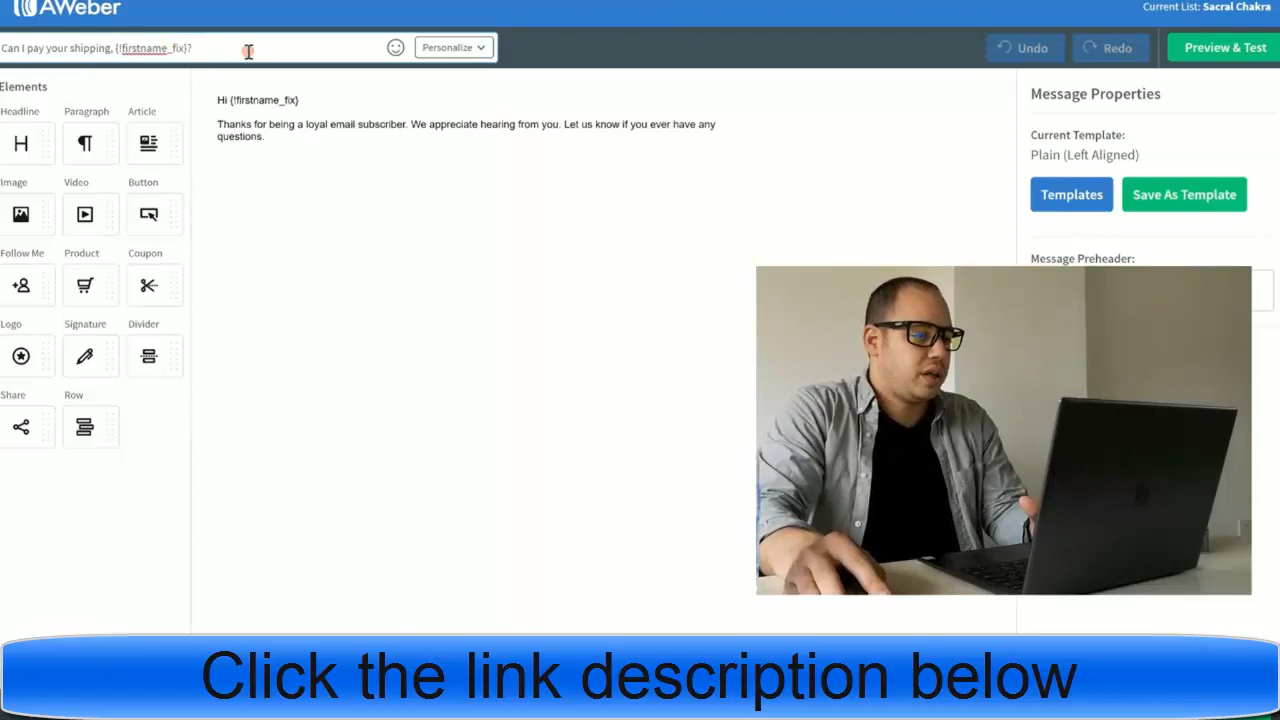 AWeber
Current List: Sacral Chakra
Can I pay your shipping, {!firstname_fix}?
Personalize
Undo
Redo
Preview & Test
Elements
Headline
Paragraph
Article
Image
Video
Button
Follow Me
Product
Coupon
Logo
Signature
Divider
Share
Row
Hi {!firstname_fix}
Thanks for being a loyal email subscriber. We appreciate hearing from you. Let us know if you ever have any
questions.
Message Properties
Current Template:
Plain (Left Aligned)
Templates
Save As Template
Message Preheader:
Click the link description below